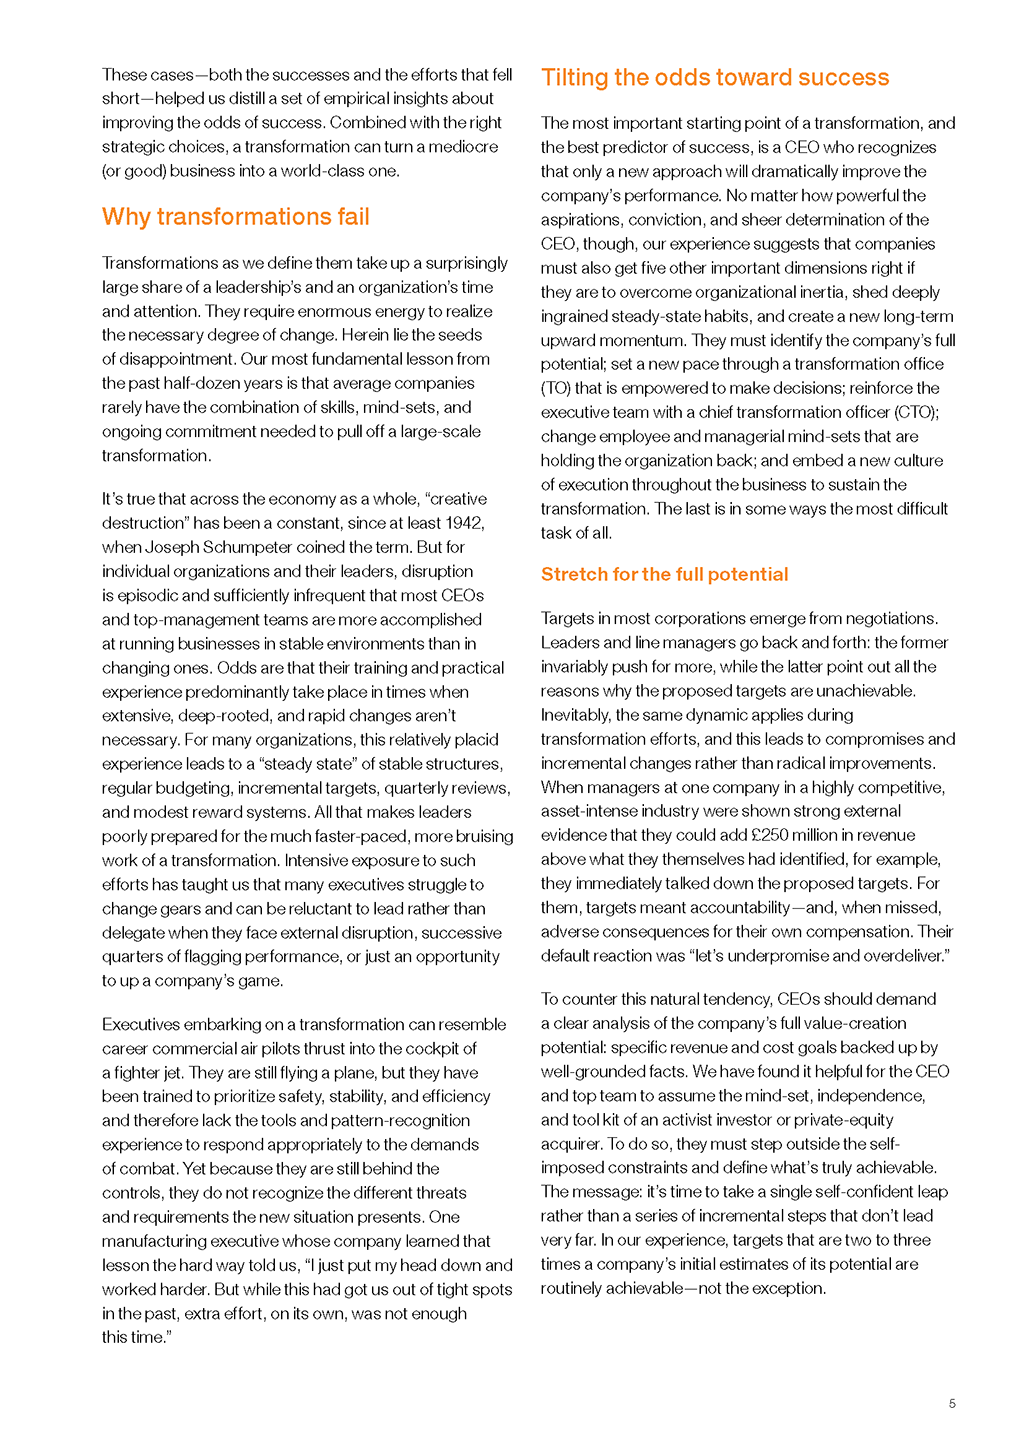 These cases—both the successes and the efforts that fell
short—helped us distill a set of empirical insights about
improving the odds of success. Combined with the right
strategic choices, a transformation can turn a mediocre
(or good) business into a world-class one.
Why transformations fail
Transformations as we define them take up a surprisingly
large share of a leadership’s and an organization’s time
and attention. They require enormous energy to realize
the necessary degree of change. Herein lie the seeds
of disappointment. Our most fundamental lesson from
the past half-dozen years is that average companies
rarely have the combination of skills, mind-sets, and
ongoing commitment needed to pull off a large-scale
transformation.
It’s true that across the economy as a whole, “creative
destruction” has been a constant, since at least 1942,
when Joseph Schumpeter coined the term. But for
individual organizations and their leaders, disruption
is episodic and sufficiently infrequent that most CEOs
and top-management teams are more accomplished
at running businesses in stable environments than in
changing ones. Odds are that their training and practical
experience predominantly take place in times when
extensive, deep-rooted, and rapid changes aren’t
necessary. For many organizations, this relatively placid
experience leads to a “steady state” of stable structures,
regular budgeting, incremental targets, quarterly reviews,
and modest reward systems. All that makes leaders
poorly prepared for the much faster-paced, more bruising
work of a transformation. Intensive exposure to such
efforts has taught us that many executives struggle to
change gears and can be reluctant to lead rather than
delegate when they face external disruption, successive
quarters of flagging performance, or just an opportunity
to up a company’s game.
Executives embarking on a transformation can resemble
career commercial air pilots thrust into the cockpit of
a fighter jet. They are still flying a plane, but they have
been trained to prioritize safety, stability, and efficiency
and therefore lack the tools and pattern-recognition
experience to respond appropriately to the demands
of combat. Yet because they are still behind the
controls, they do not recognize the different threats
and requirements the new situation presents. One
manufacturing executive whose company learned that
lesson the hard way told us, “I just put my head down and
worked harder. But while this had got us out of tight spots
in the past, extra effort, on its own, was not enough
this time.”
Tilting the odds toward success
The most important starting point of a transformation, and
the best predictor of success, is a CEO who recognizes
that only a new approach will dramatically improve the
company’s performance. No matter how powerful the
aspirations, conviction, and sheer determination of the
CEO, though, our experience suggests that companies
must also get five other important dimensions right if
they are to overcome organizational inertia, shed deeply
ingrained steady-state habits, and create a new long-term
upward momentum. They must identify the company’s full
potential; set a new pace through a transformation office
(TO) that is empowered to make decisions; reinforce the
executive team with a chief transformation officer (CTO);
change employee and managerial mind-sets that are
holding the organization back; and embed a new culture
of execution throughout the business to sustain the
transformation. The last is in some ways the most difficult
task of all.
Stretch for the full potential
Targets in most corporations emerge from negotiations.
Leaders and line managers go back and forth: the former
invariably push for more, while the latter point out all the
reasons why the proposed targets are unachievable.
Inevitably, the same dynamic applies during
transformation efforts, and this leads to compromises and
incremental changes rather than radical improvements.
When managers at one company in a highly competitive,
asset-intense industry were shown strong external
evidence that they could add £250 million in revenue
above what they themselves had identified, for example,
they immediately talked down the proposed targets. For
them, targets meant accountability—and, when missed,
adverse consequences for their own compensation. Their
default reaction was “let’s underpromise and overdeliver.”
To counter this natural tendency, CEOs should demand
a clear analysis of the company’s full value-creation
potential: specific revenue and cost goals backed up by
well-grounded facts. We have found it helpful for the CEO
and top team to assume the mind-set, independence,
and tool kit of an activist investor or private-equity
acquirer. To do so, they must step outside the self-
imposed constraints and define what’s truly achievable.
The message: it’s time to take a single self-confident leap
rather than a series of incremental steps that don’t lead
very far. In our experience, targets that are two to three
times a company’s initial estimates of its potential are
routinely achievable—not the exception.
5